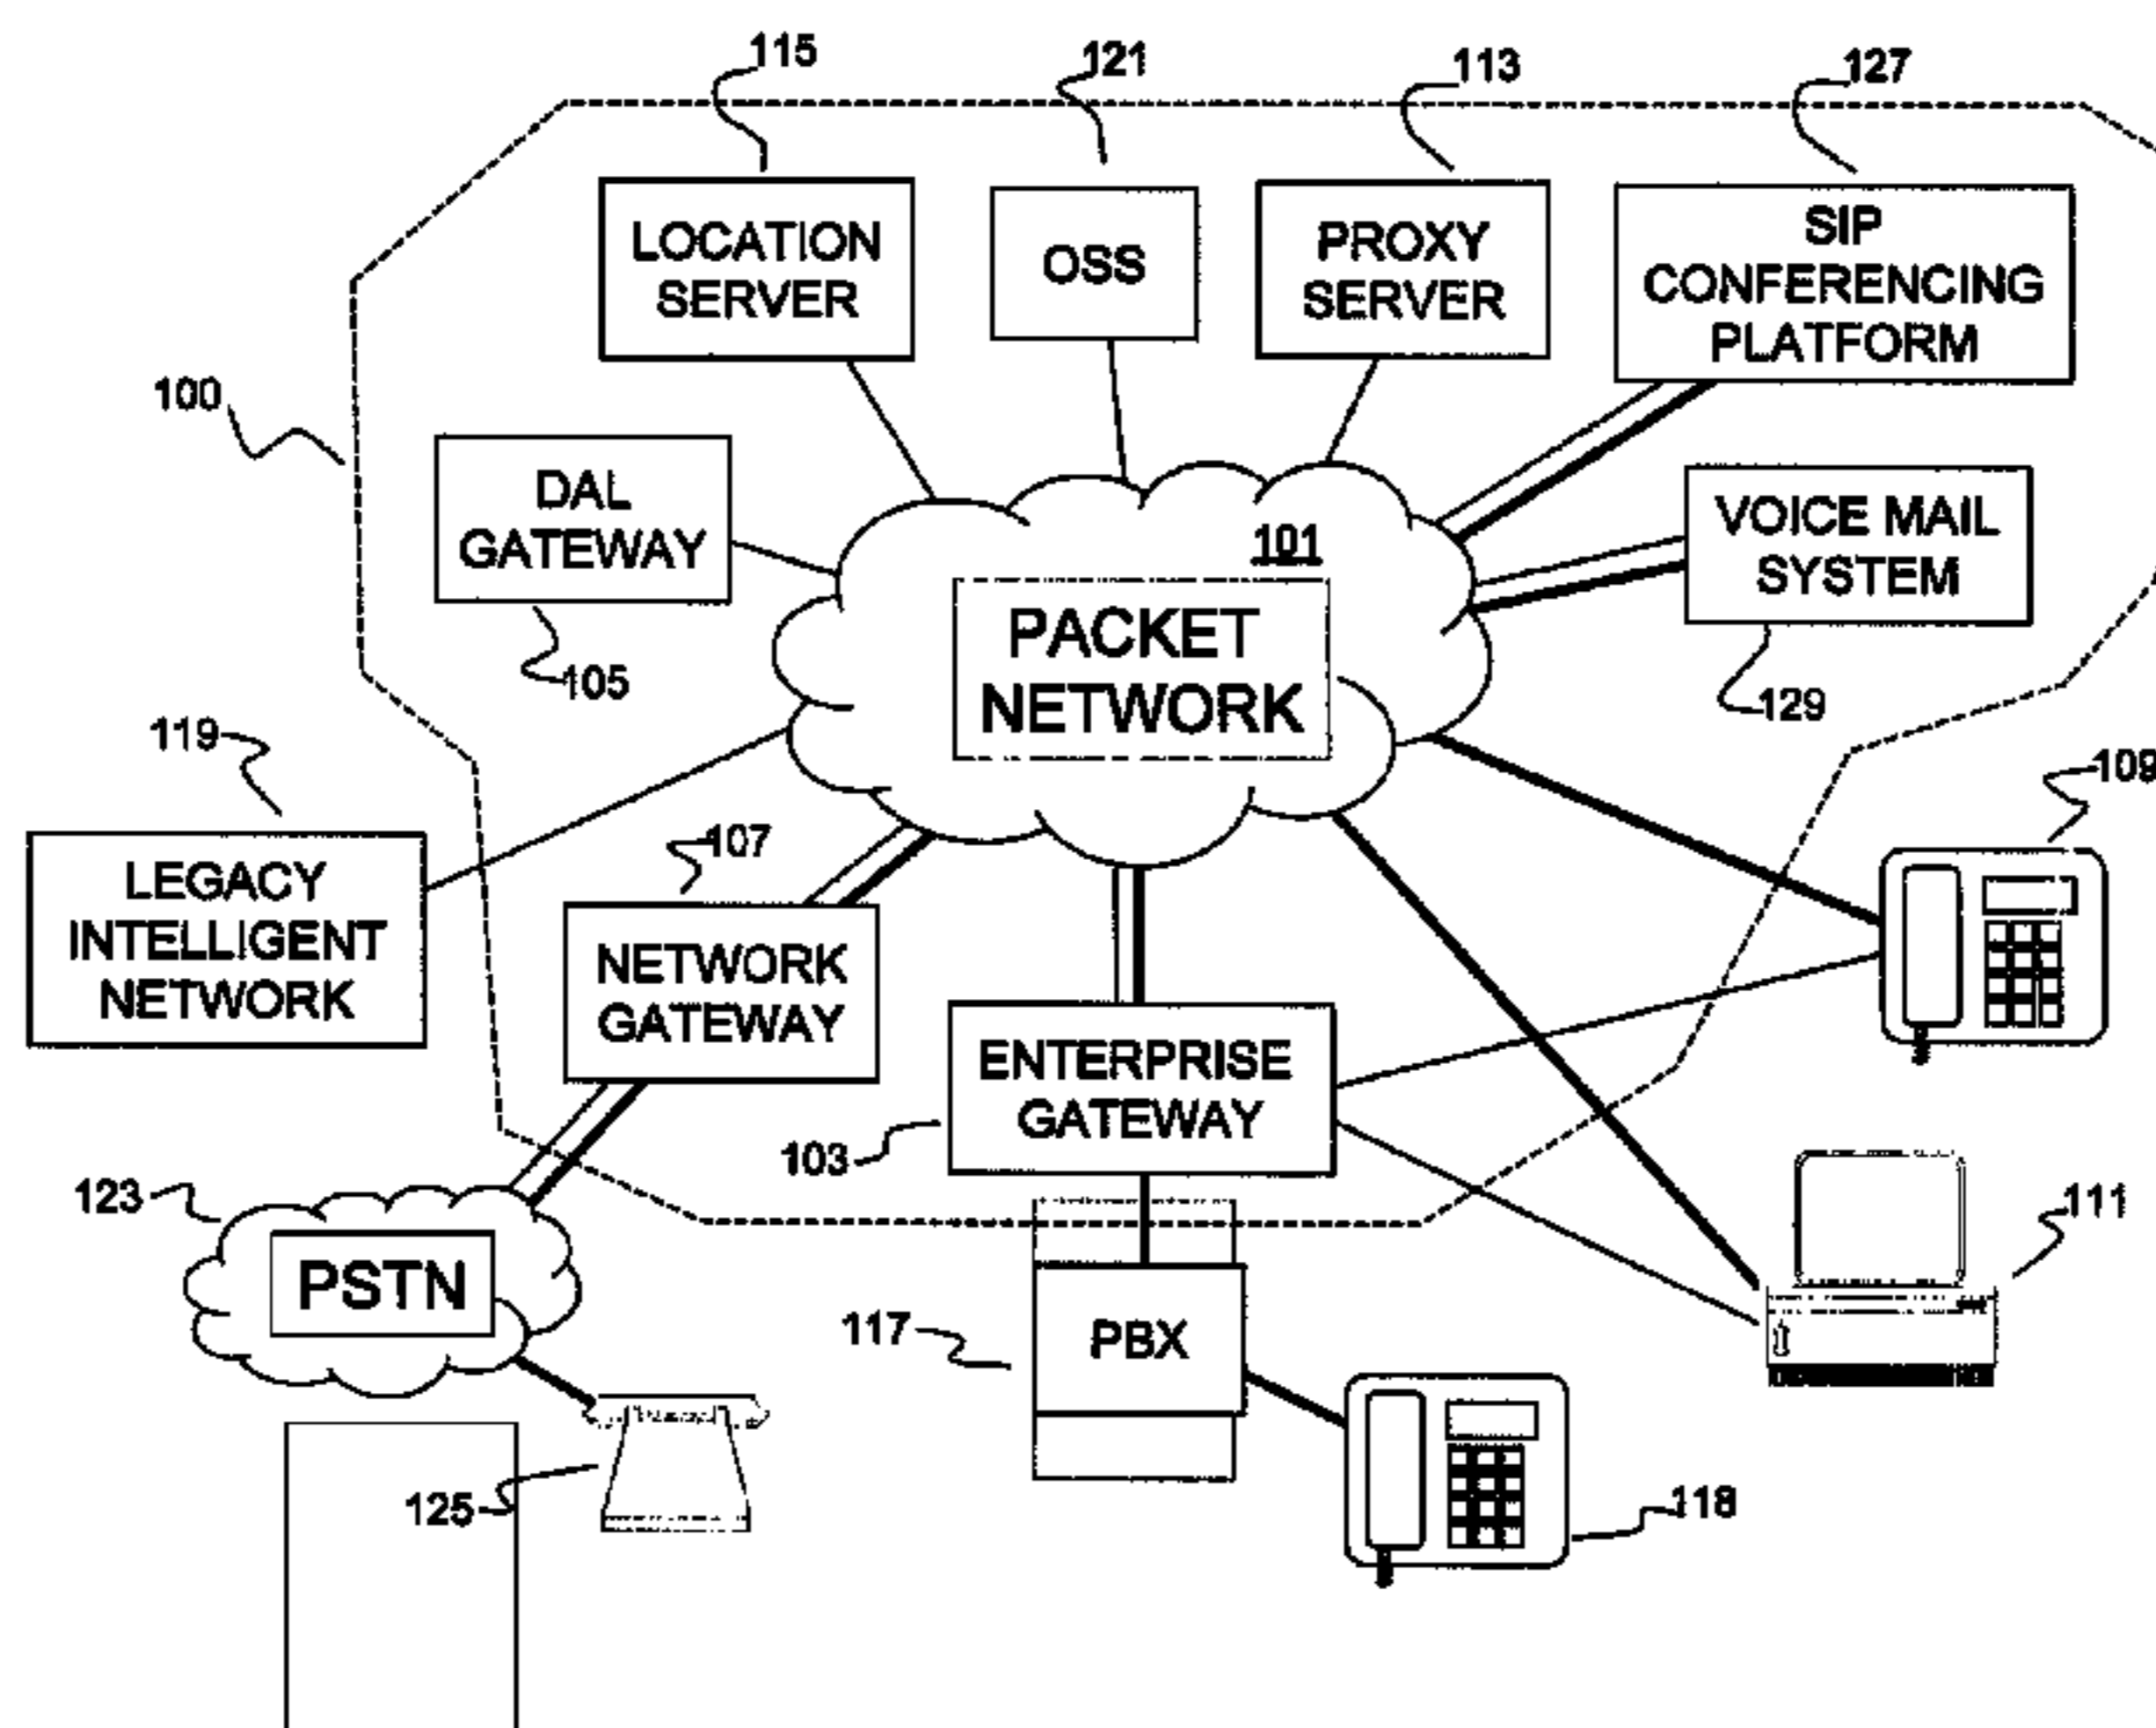 115
121
113
127
LOCATION
SERVER
OSS
PROXY
SERVER
SIP
CONFERENCING
PLATFORM
100
DAL
GATEWAY
101
VOICE MAIL
SYSTEM
PACKET
NETWORK
105
129
119
109
107
LEGACY
INTELLIGENT
NETWORK
NETWORK
GATEWAY
ENTERPRISE
GATEWAY
103
123
111
PSTN
117
PBX
125
118